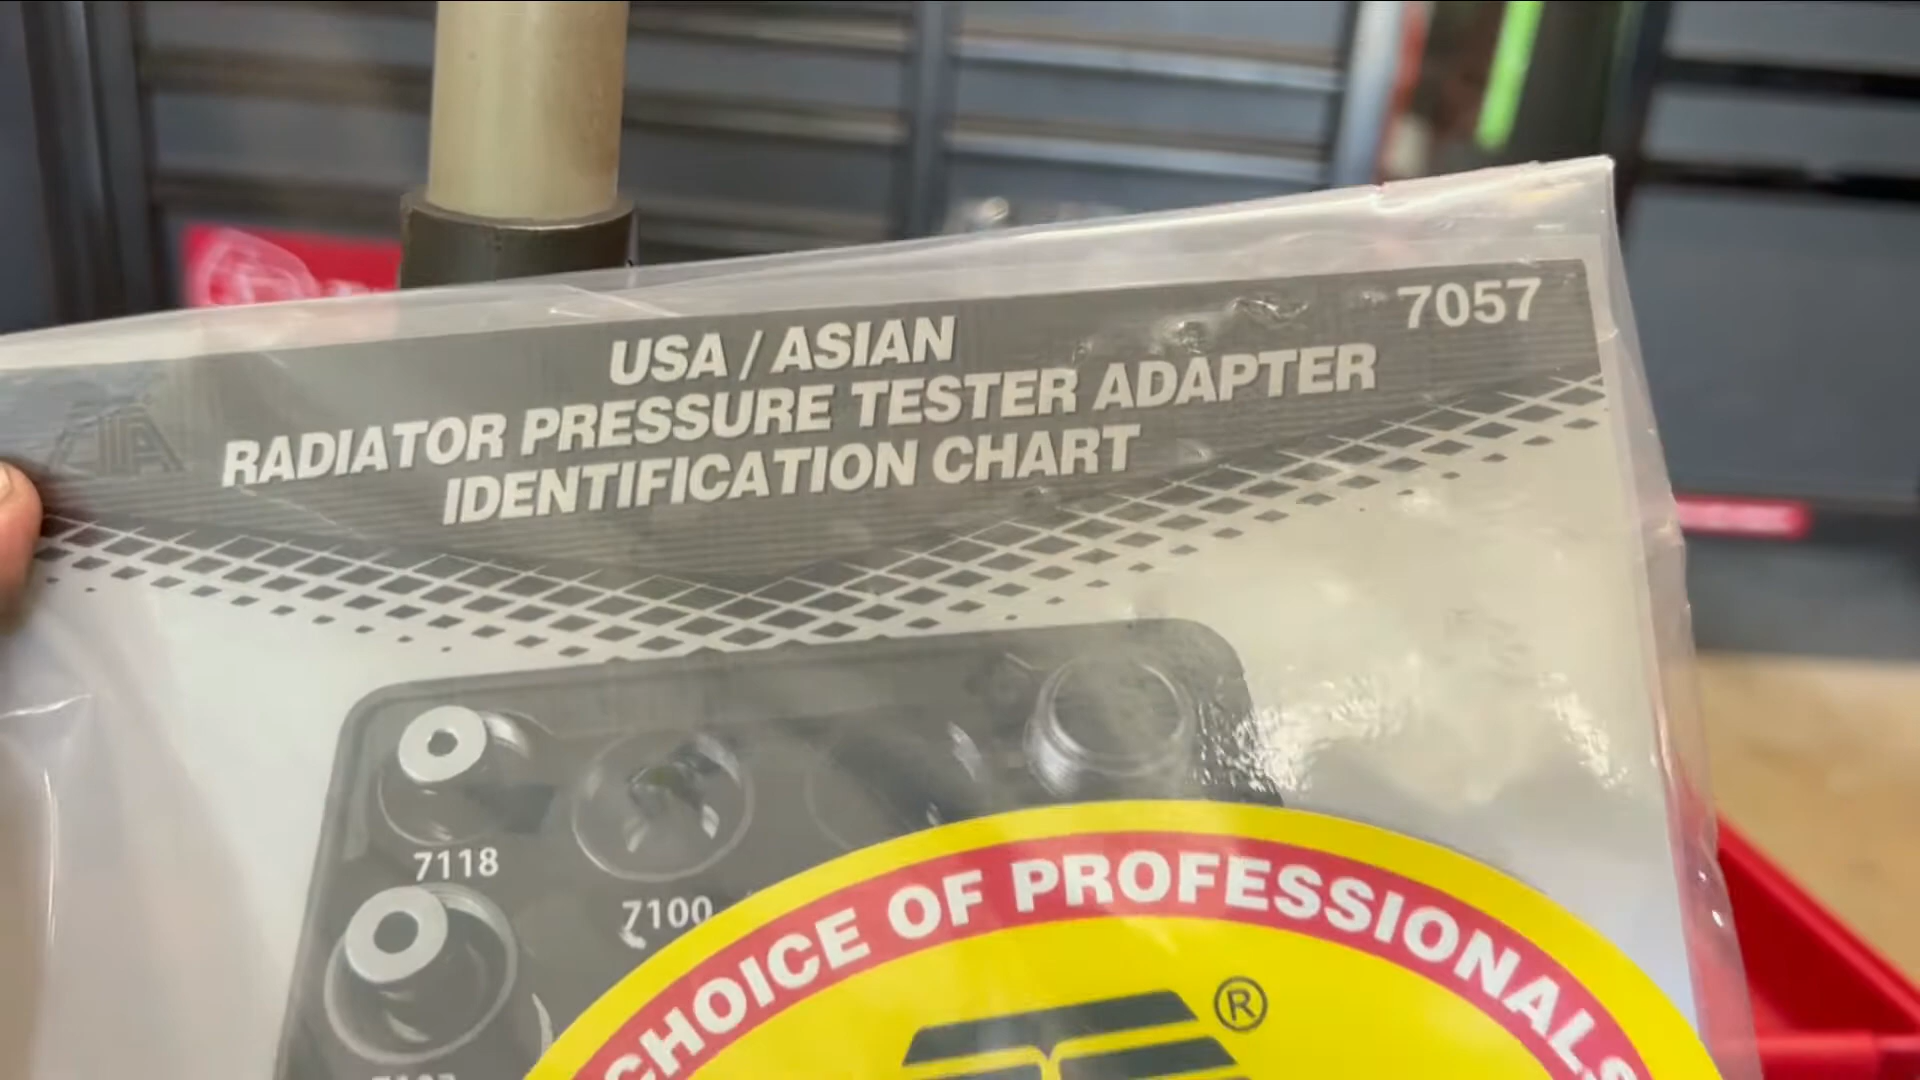 7057
USA / ASIAN
RADIATOR PRESSURE TESTER ADAPTER
IDENTIFICATION CHART
7118
7100
CHOICE OF PROFESSIONALS
®